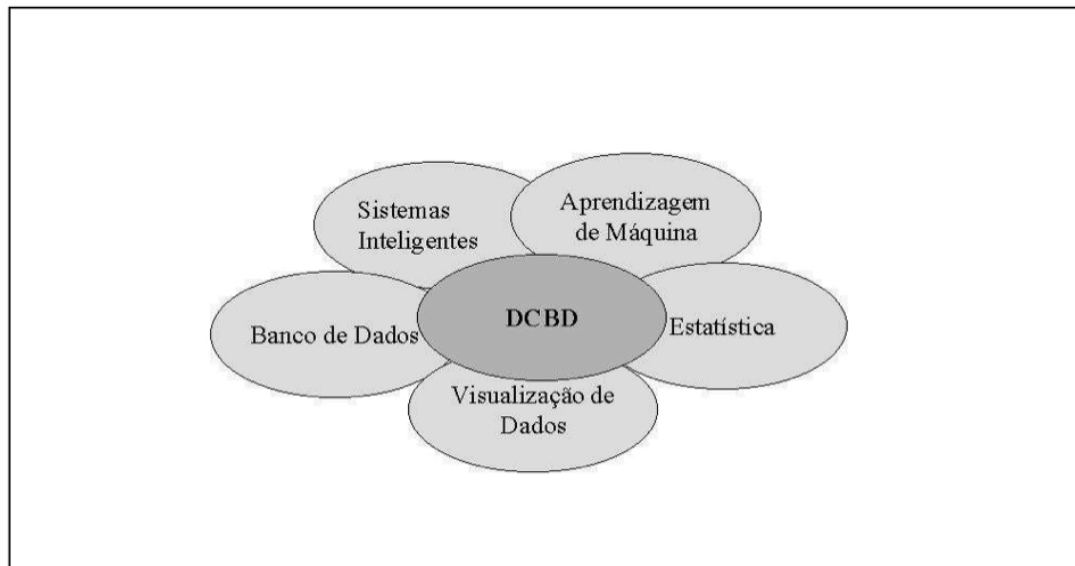 Sistemas
Inteligentes
Aprendizagem
de Máquina
Banco de Dados
DCBD
Estatística
Visualização de
Dados